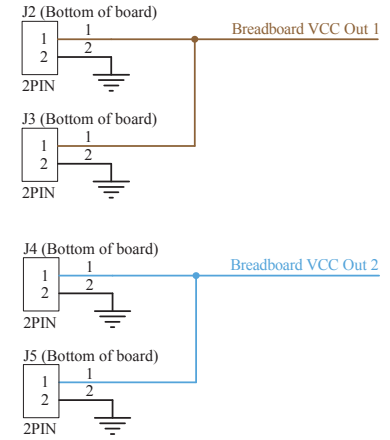 J2 (Bottom of board)
Breadboard VCC Out 1
1 1
2 2
2PIN
J3 (Bottom of board)
1 1
2 2
2PIN
J4 (Bottom of board)
Breadboard VCC Out 2
1 1
2 2
2PIN
J5 (Bottom of board)
1 1
2 2
2PIN